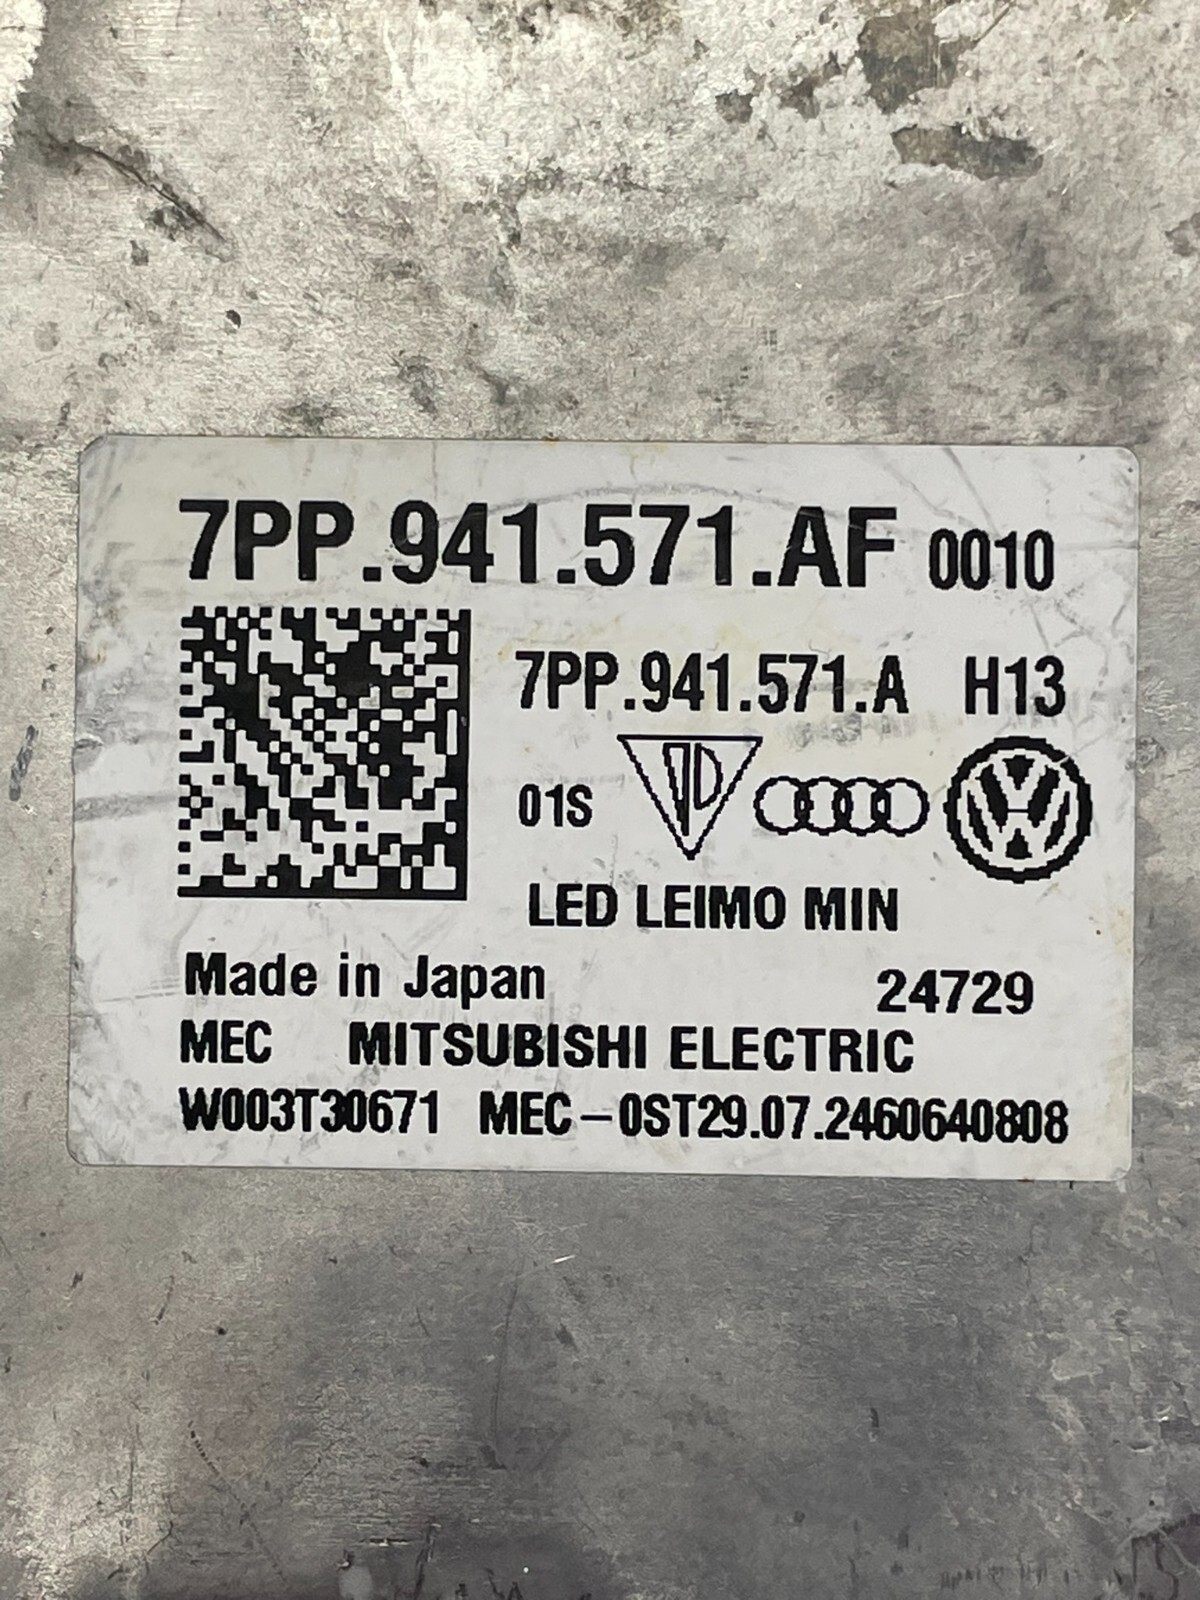 7PP.941.571.AF 0010
7PP.941.571.A H13
01S
LED LEIMO MIN
Made in Japan 24729
MEC MITSUBISHI ELECTRIC
W003T30671 MEC-0ST29.07.2460640808